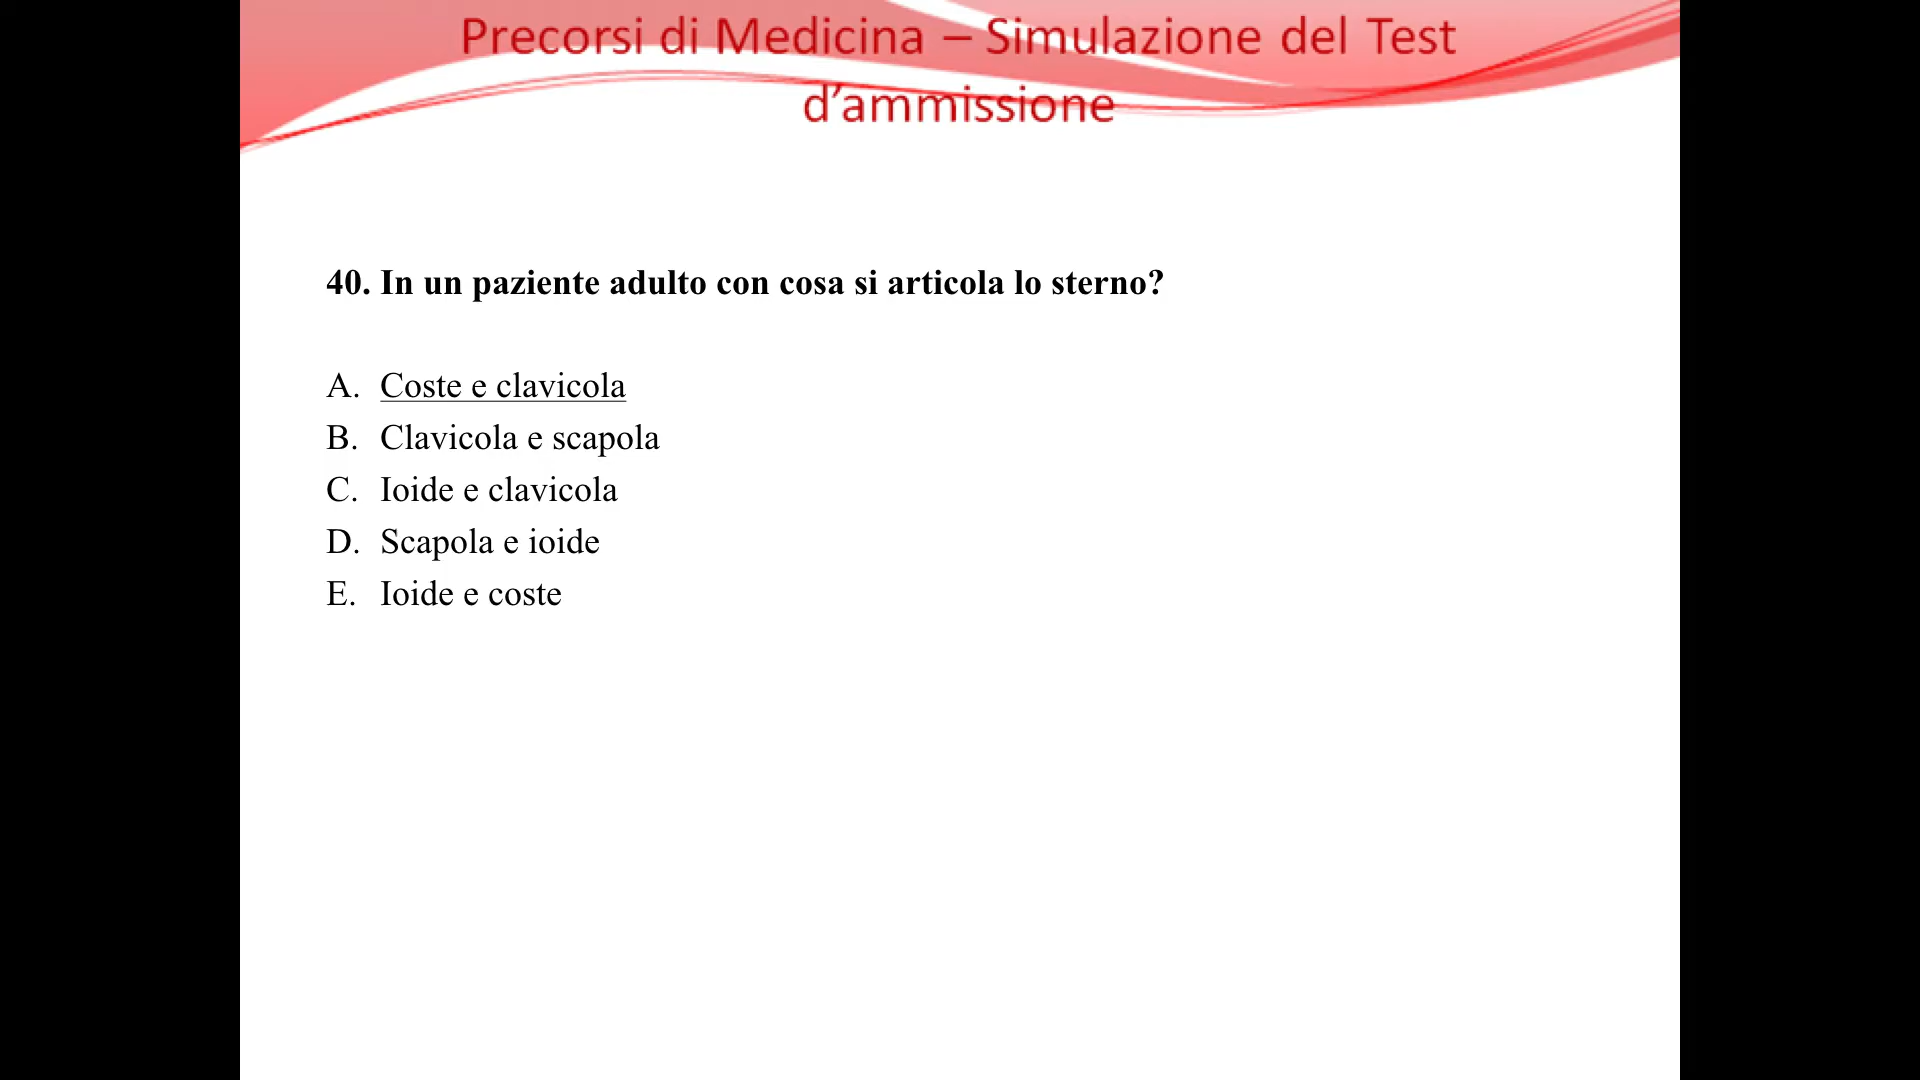 Precorsi di Medicina – Simulazione del Test
d’ammissione
40. In un paziente adulto con cosa si articola lo sterno?
A. Coste e clavicola
B. Clavicola e scapola
C. Ioide e clavicola
D. Scapola e ioide
E. Ioide e coste